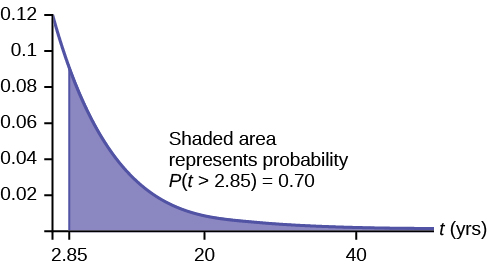 0.12
0.1
0.08
0.06
0.04
0.02
Shaded area
represents probability
P(t > 2.85) = 0.70
t (yrs)
2.85 20 40